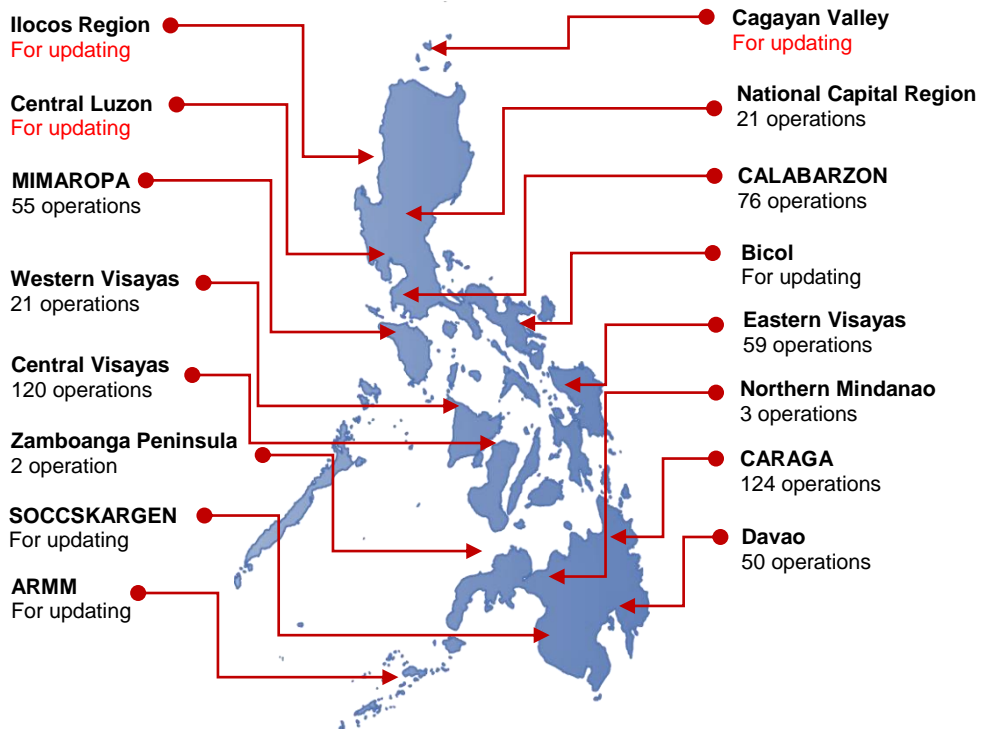 Ilocos Region
For updating
Central Luzon
For updating
MIMAROPA
55 operations
Western Visayas
21 operations
Central Visayas
120 operations
Zamboanga Peninsula
2 operation
SOCCSKARGEN
For updating
ARMM
For updating
Cagayan Valley
For updating
National Capital Region
21 operations
CALABARZON
76 operations
Bicol
For updating
Eastern Visayas
59 operations
Northern Mindanao
3 operations
CARAGA
124 operations
Davao
50 operations